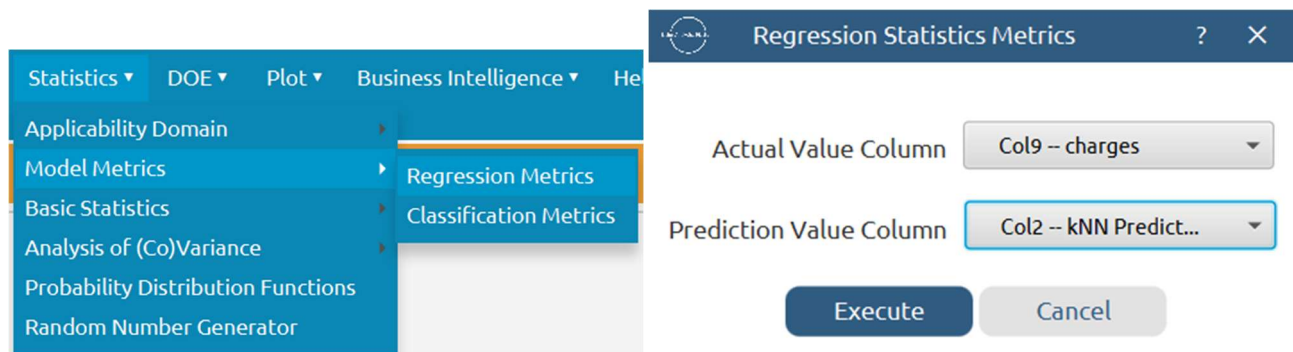 Statistics ▾ DOE ▾ Plot ▾ Business Intelligence ▾ Hel
Applicability Domain
Model Metrics
Basic Statistics
Analysis of (Co)Variance
Probability Distribution Functions
Random Number Generator
Regression Metrics
Classification Metrics
Regression Statistics Metrics ? ×
Actual Value Column Col9 -- charges
Prediction Value Column Col2 -- kNN Predict...
Execute Cancel